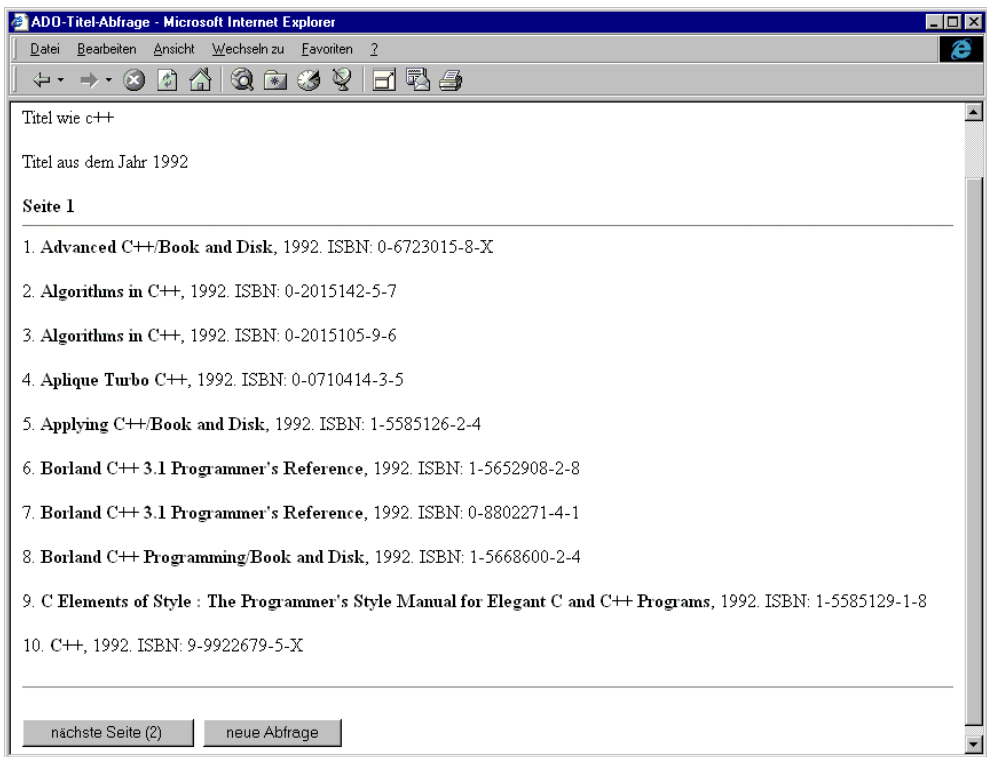 ADO-Titel-Abfrage - Microsoft Internet Explorer
Datei Bearbeiten Ansicht Wechseln zu Favoriten ?
Titel wie c++
Titel aus dem Jahr 1992
Seite 1
1. Advanced C++/Book and Disk, 1992. ISBN: 0-6723015-8-X
2. Algorithms in C++, 1992. ISBN: 0-2015142-5-7
3. Algorithms in C++, 1992. ISBN: 0-2015105-9-6
4. Aplique Turbo C++, 1992. ISBN: 0-0710414-3-5
5. Applying C++/Book and Disk, 1992. ISBN: 1-5585126-2-4
6. Borland C++ 3.1 Programmer's Reference, 1992. ISBN: 1-5652908-2-8
7. Borland C++ 3.1 Programmer's Reference, 1992. ISBN: 0-8802271-4-1
8. Borland C++ Programming/Book and Disk, 1992. ISBN: 1-5668600-2-4
9. C Elements of Style : The Programmer's Style Manual for Elegant C and C++ Programs, 1992. ISBN: 1-5585129-1-8
10. C++, 1992. ISBN: 9-9922679-5-X
nächste Seite (2) neue Abfrage